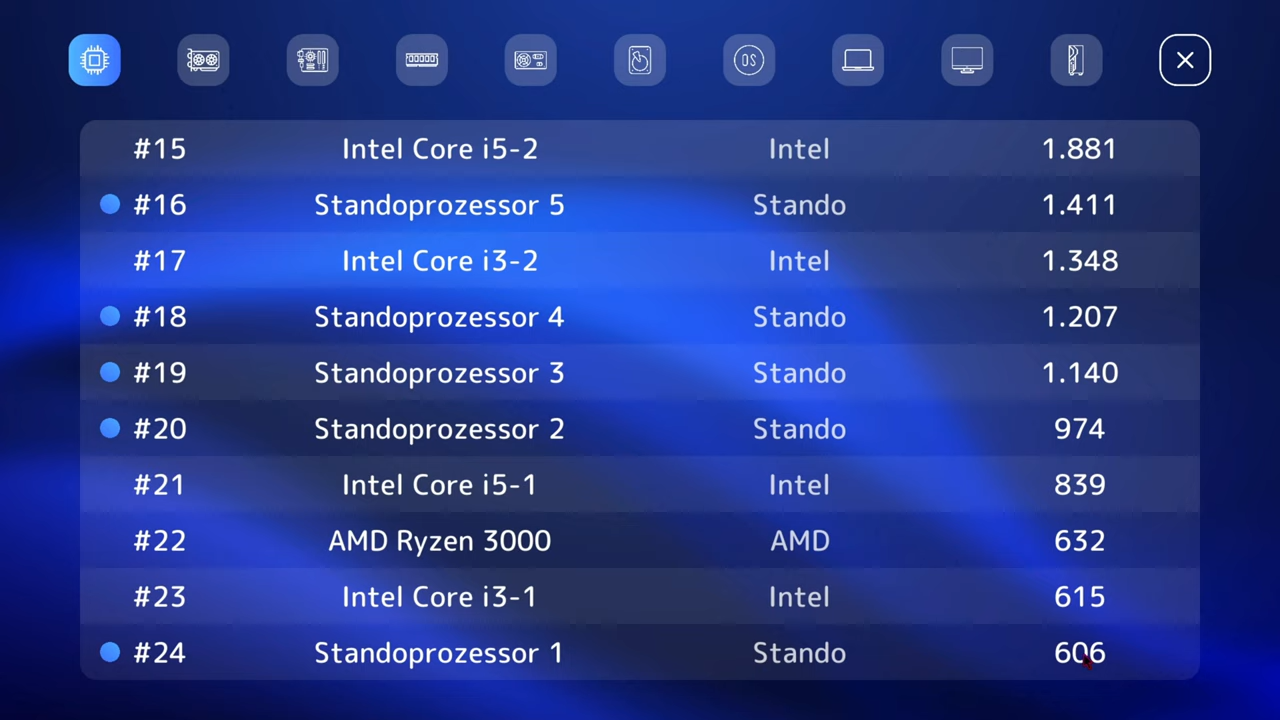 OS
#15 Intel Core i5-2 Intel 1.881
#16 Standoprozessor 5 Stando 1.411
#17 Intel Core i3-2 Intel 1.348
#18 Standoprozessor 4 Stando 1.207
#19 Standoprozessor 3 Stando 1.140
#20 Standoprozessor 2 Stando 974
#21 Intel Core i5-1 Intel 839
#22 AMD Ryzen 3000 AMD 632
#23 Intel Core i3-1 Intel 615
#24 Standoprozessor 1 Stando 606